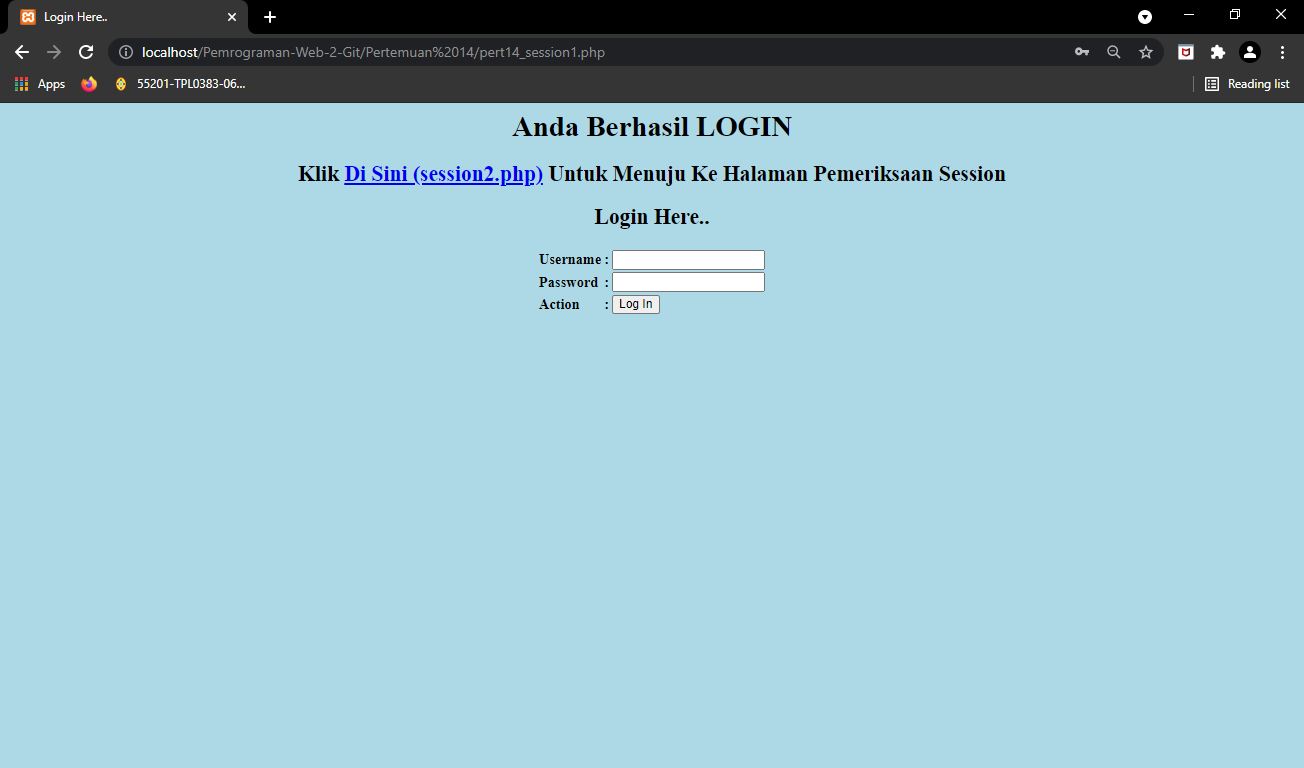 Login Here..
localhost/Pemrograman-Web-2-Git/Pertemuan%2014/pert14_session1.php
Apps 55201-TPL0383-06... Reading list
Anda Berhasil LOGIN
Klik Di Sini (session2.php) Untuk Menuju Ke Halaman Pemeriksaan Session
Login Here..
Username :
Password :
Action : Log In